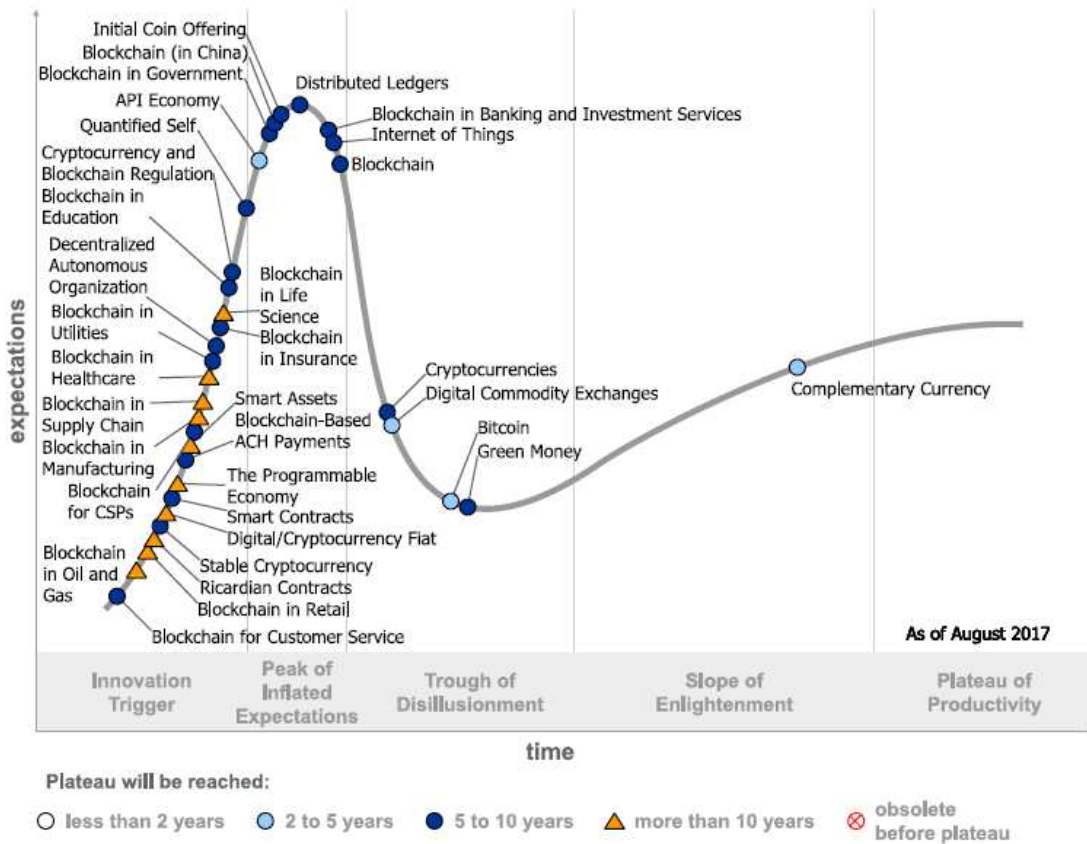 Initial Coin Offering
Blockchain (in China)
Blockchain in Government
Distributed Ledgers
API Economy
Blockchain in Banking and Investment Services
Quantified Self
Internet of Things
Cryptocurrency and
Blockchain Regulation
Blockchain
Blockchain in
Education
Decentralized
Autonomous
Organization
Blockchain
in Life
Science
Blockchain in
Utilities
Blockchain
in Insurance
Blockchain in
Healthcare
Cryptocurrencies
Digital Commodity Exchanges
Complementary Currency
Blockchain in
Supply Chain
Smart Assets
Blockchain-Based
ACH Payments
Bitcoin
Green Money
Blockchain in
Manufacturing
The Programmable
Economy
Blockchain
for CSPs
Smart Contracts
Digital/Cryptocurrency Fiat
Blockchain
in Oil and
Gas
Stable Cryptocurrency
Ricardian Contracts
Blockchain in Retail
Blockchain for Customer Service
As of August 2017
expectations
Innovation
Trigger
Peak of
Inflated
Expectations
Trough of
Disillusionment
Slope of
Enlightenment
Plateau of
Productivity
time
Plateau will be reached:
less than 2 years
2 to 5 years
5 to 10 years
more than 10 years
obsolete
before plateau